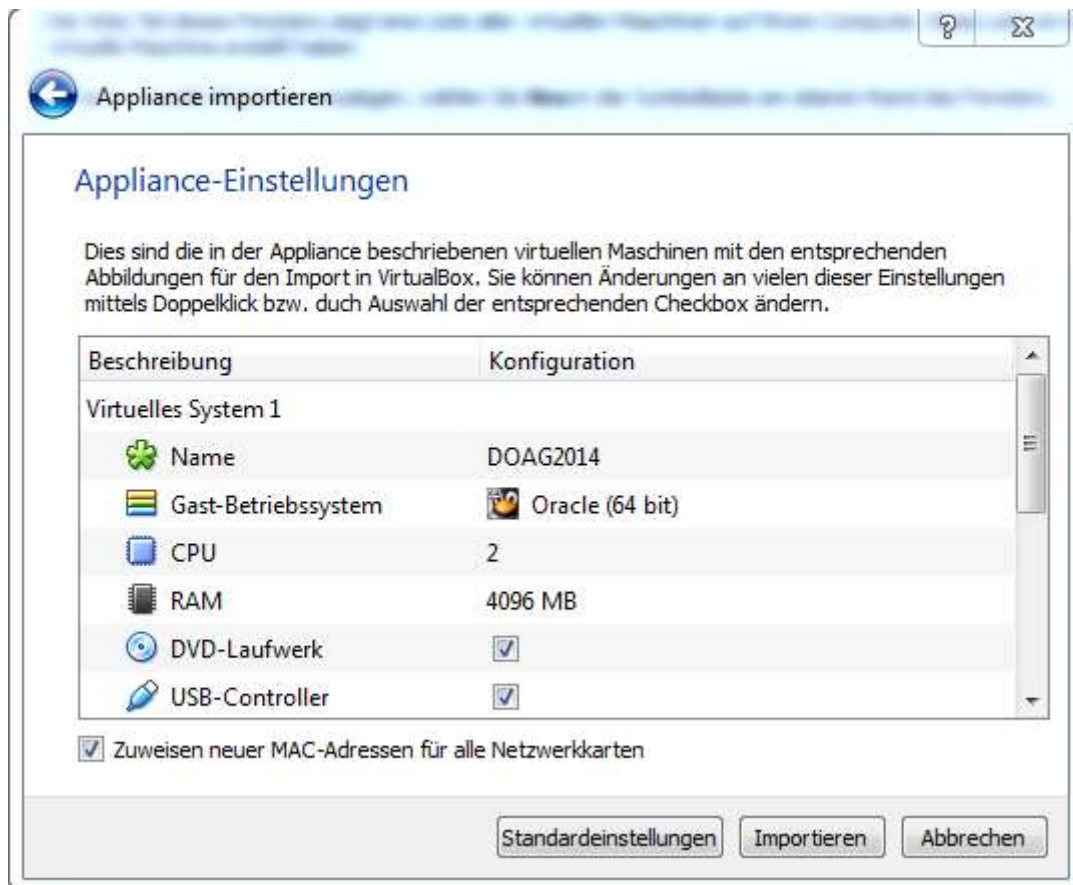 Appliance importieren
Appliance-Einstellungen
Dies sind die in der Appliance beschriebenen virtuellen Maschinen mit den entsprechenden
Abbildungen für den Import in VirtualBox. Sie können Änderungen an vielen dieser Einstellungen
mittels Doppelklick bzw. duch Auswahl der entsprechenden Checkbox ändern.
Beschreibung Konfiguration
Virtuelles System 1
Name DOAG2014
Gast-Betriebssystem Oracle (64 bit)
CPU 2
RAM 4096 MB
DVD-Laufwerk
USB-Controller
Zuweisen neuer MAC-Adressen für alle Netzwerkkarten
Standardeinstellungen Importieren Abbrechen